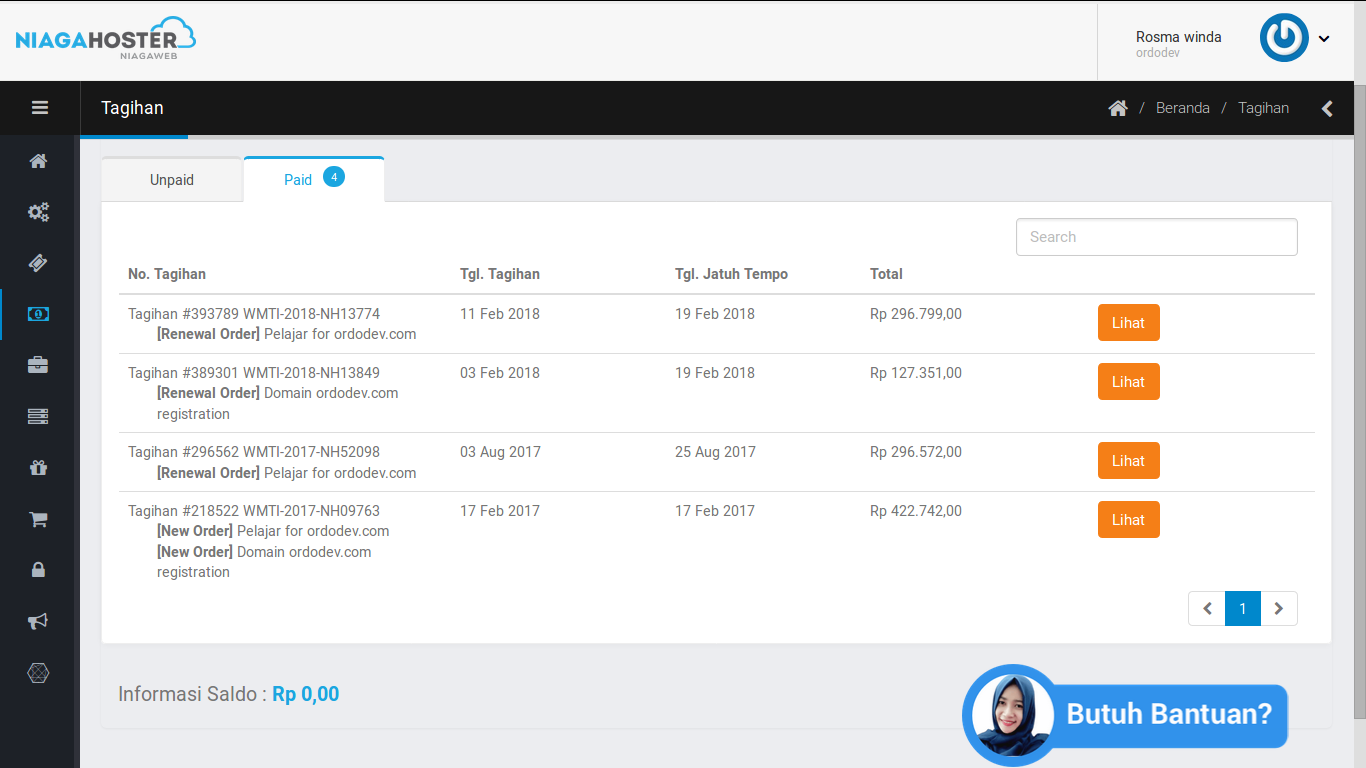 NIAGAHOSTER
NIAGAWEB
Rosma winda
ordodev
Tagihan
/ Beranda / Tagihan
Unpaid
Paid 4
Search
No. Tagihan Tgl. Tagihan Tgl. Jatuh Tempo Total
Tagihan #393789 WMTI-2018-NH13774 11 Feb 2018 19 Feb 2018 Rp 296.799,00 Lihat
[Renewal Order] Pelajar for ordodev.com
Tagihan #389301 WMTI-2018-NH13849 03 Feb 2018 19 Feb 2018 Rp 127.351,00 Lihat
[Renewal Order] Domain ordodev.com
registration
Tagihan #296562 WMTI-2017-NH52098 03 Aug 2017 25 Aug 2017 Rp 296.572,00 Lihat
[Renewal Order] Pelajar for ordodev.com
Tagihan #218522 WMTI-2017-NH09763 17 Feb 2017 17 Feb 2017 Rp 422.742,00 Lihat
[New Order] Pelajar for ordodev.com
[New Order] Domain ordodev.com
registration
1
Informasi Saldo : Rp 0,00
Butuh Bantuan?